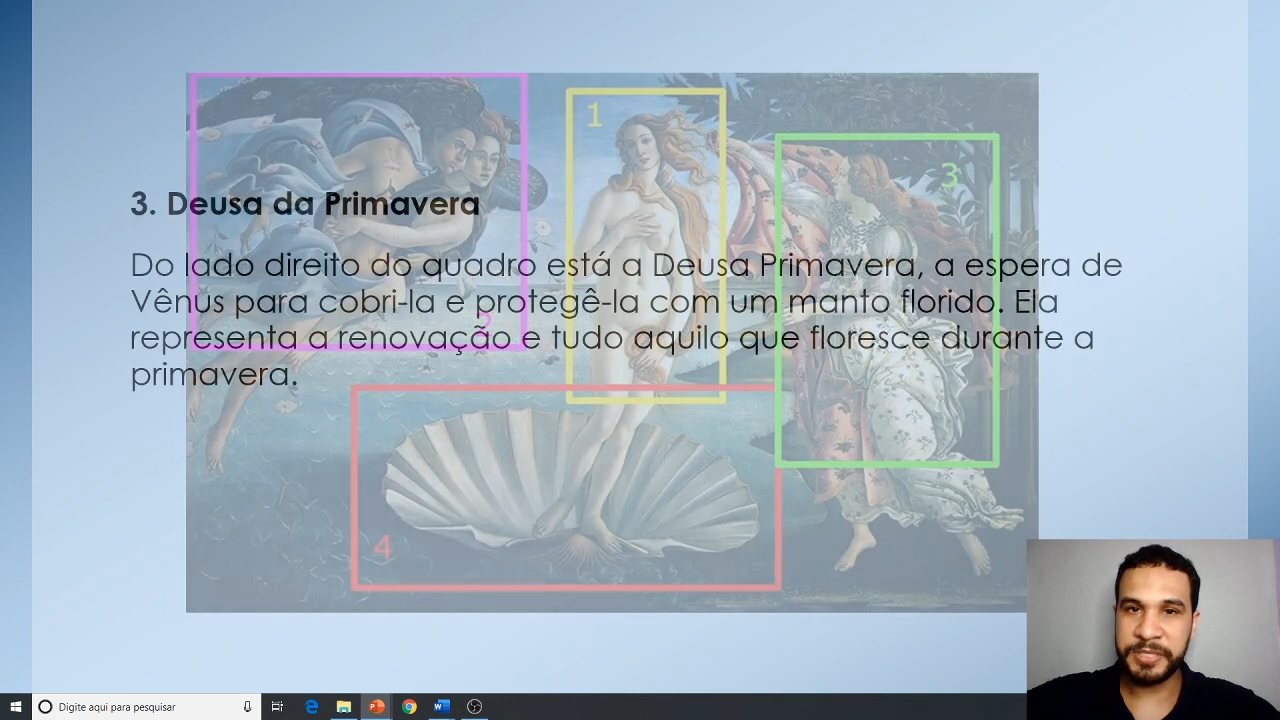 1
3
3. Deusa da Primavera
Do lado direito do quadro está a Deusa Primavera, a espera de
Vênus para cobri-la e protegê-la com um manto florido. Ela
2
representa a renovação e tudo aquilo que floresce durante a
primavera.
4
Digite aqui para pesquisar